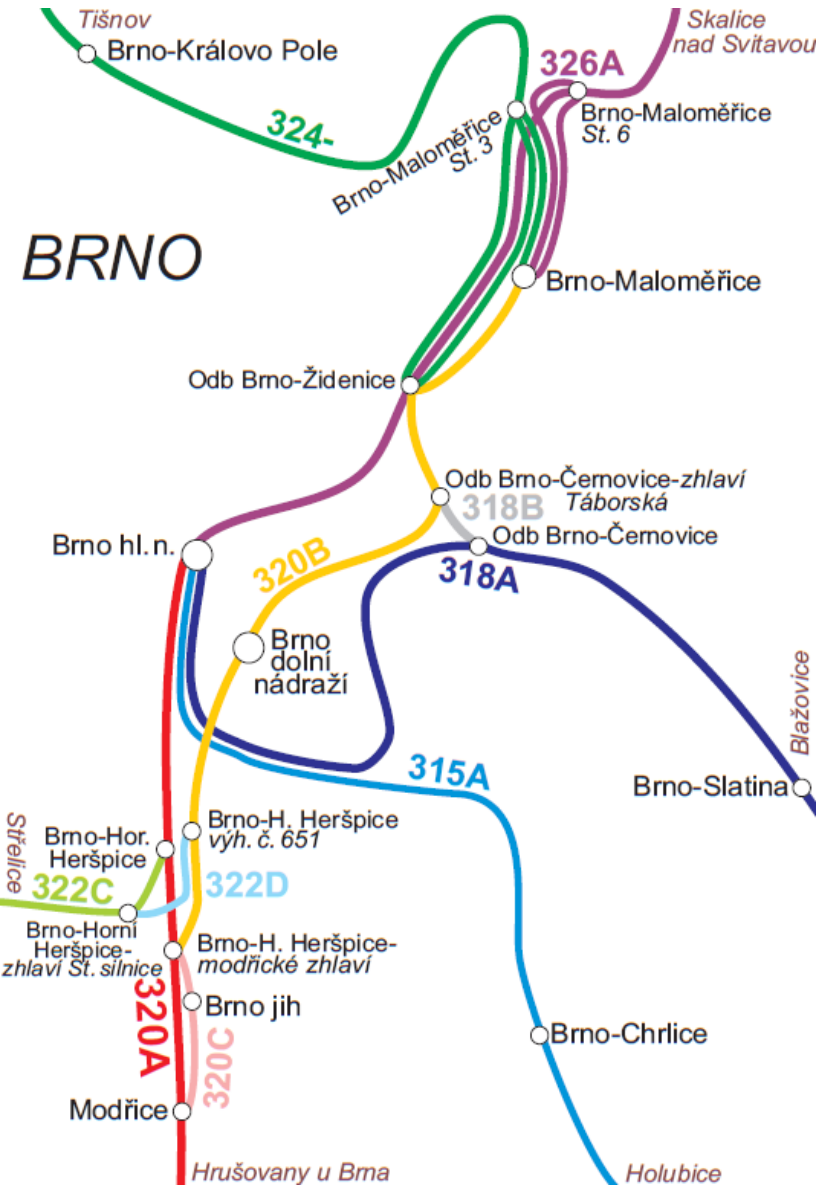 Tišnov
Skalice
nad Svitavou
Brno-Královo Pole
326A
324-
Brno-Maloměřice
St. 3
Brno-Maloměřice
St. 6
BRNO
Brno-Maloměřice
Odb Brno-Židenice
Odb Brno-Černovice-zhlaví
Táborská
318B
Odb Brno-Černovice
Brno hl. n.
320B
318A
Brno
dolní
nádraží
Blažovice
315A
Brno-Slatina
Střelice
Brno-Hor.
Heršpice
Brno-H. Heršpice
výh. č. 651
322C
322D
Brno-Horní
Heršpice-
zhlaví St. silnice
Brno-H. Heršpice-
modřické zhlaví
320A
Brno jih
320C
Brno-Chrlice
Modřice
Hrušovany u Brna
Holubice